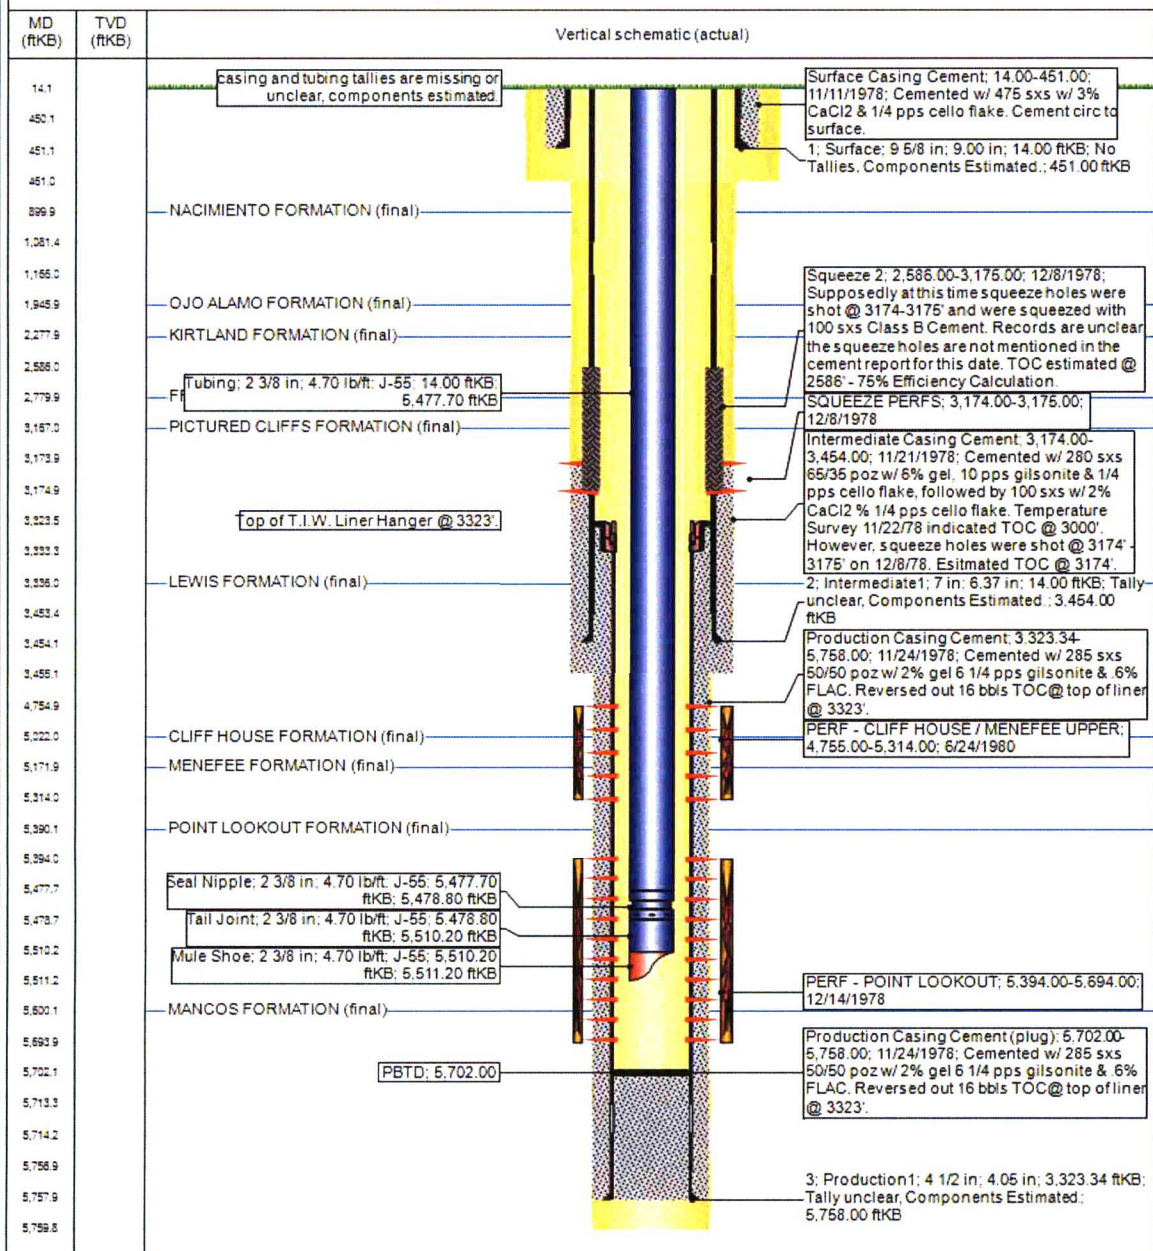 MD
(ftKB)
TVD
(ftKB)
Vertical schematic (actual)
14.1
450.1
451.1
461.0
899.9
1,081.4
1,166.0
1,945.9
2,277.9
2,586.0
2,779.9
3,167.0
3,173.9
3,174.9
3,323.5
3,333.3
3,336.0
3,453.4
3,454.1
3,455.1
4,754.9
5,022.0
5,171.9
5,314.0
5,390.1
5,394.0
5,477.7
5,478.7
5,510.2
5,511.2
5,600.1
5,693.9
5,702.1
5,713.3
5,714.2
5,756.9
5,757.9
5,759.8
casing and tubing tallies are missing or
unclear, components estimated.
NACIMIENTO FORMATION (final)
OJO ALAMO FORMATION (final)
KIRTLAND FORMATION (final)
Tubing; 2 3/8 in; 4.70 lb/ft; J-55; 14.00 ftKB;
5,477.70 ftKB
PICTURED CLIFFS FORMATION (final)
Top of T.I.W. Liner Hanger @ 3323'.
LEWIS FORMATION (final)
CLIFF HOUSE FORMATION (final)
MENEFEE FORMATION (final)
POINT LOOKOUT FORMATION (final)
Seal Nipple; 2 3/8 in; 4.70 lb/ft; J-55; 5,477.70
ftKB; 5,478.80 ftKB
Tail Joint; 2 3/8 in; 4.70 lb/ft; J-55; 5,478.80
ftKB; 5,510.20 ftKB
Mule Shoe; 2 3/8 in; 4.70 lb/ft; J-55; 5,510.20
ftKB; 5,511.20 ftKB
MANCOS FORMATION (final)
PBTD; 5,702.00
Surface Casing Cement; 14.00-451.00;
11/11/1978; Cemented w/ 475 sxs w/ 3%
CaCl2 & 1/4 pps cello flake. Cement circ to
surface.
1; Surface; 9 5/8 in; 9.00 in; 14.00 ftKB; No
Tallies, Components Estimated.; 451.00 ftKB
Squeeze 2; 2,586.00-3,175.00; 12/8/1978;
Supposedly at this time squeeze holes were
shot @ 3174-3175' and were squeezed with
100 sxs Class B Cement. Records are unclear
the squeeze holes are not mentioned in the
cement report for this date. TOC estimated @
2586' - 75% Efficiency Calculation.
SQUEEZE PERFS; 3,174.00-3,175.00;
12/8/1978
Intermediate Casing Cement; 3,174.00-
3,454.00; 11/21/1978; Cemented w/ 280 sxs
65/35 poz w/ 6% gel, 10 pps gilsonite & 1/4
pps cello flake, followed by 100 sxs w/ 2%
CaCl2 % 1/4 pps cello flake. Temperature
Survey 11/22/78 indicated TOC @ 3000'.
However, squeeze holes were shot @ 3174' -
3175' on 12/8/78. Esitmated TOC @ 3174'.
2; Intermediate1; 7 in; 6.37 in; 14.00 ftKB; Tally
unclear, Components Estimated.; 3,454.00
ftKB
Production Casing Cement; 3,323.34-
5,758.00; 11/24/1978; Cemented w/ 285 sxs
50/50 poz w/ 2% gel 6 1/4 pps gilsonite & .6%
FLAC. Reversed out 16 bbls TOC@ top of liner
@ 3323'.
PERF - CLIFF HOUSE / MENEFEE UPPER;
4,755.00-5,314.00; 6/24/1980
PERF - POINT LOOKOUT; 5,394.00-5,694.00;
12/14/1978
Production Casing Cement (plug); 5,702.00-
5,758.00; 11/24/1978; Cemented w/ 285 sxs
50/50 poz w/ 2% gel 6 1/4 pps gilsonite & .6%
FLAC. Reversed out 16 bbls TOC@ top of liner
@ 3323'.
3; Production1; 4 1/2 in; 4.05 in; 3,323.34 ftKB;
Tally unclear, Components Estimated.;
5,758.00 ftKB